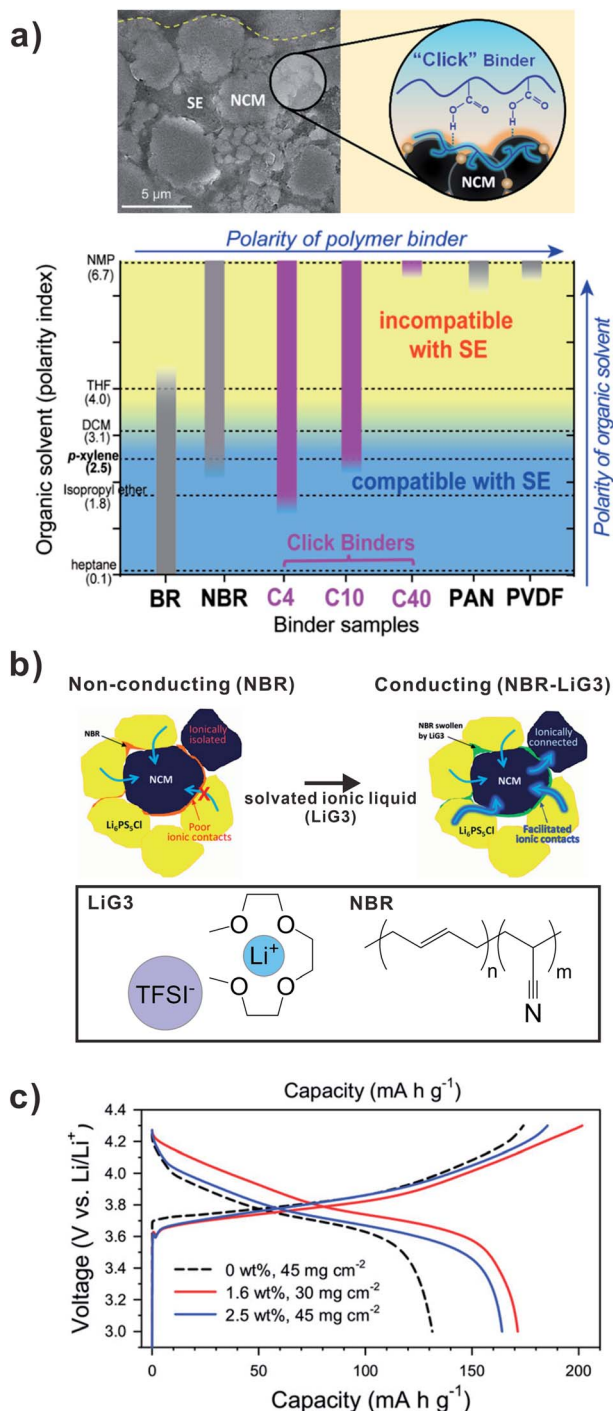 a)
SE
NCM
5 μm
"Click" Binder
O
O
H
O
O
H
NCM
Polarity of polymer binder
Organic solvent (polarity index)
NMP
(6.7)
THF
(4.0)
DCM
(3.1)
p-xylene
(2.5)
Isopropyl ether
(1.8)
heptane
(0.1)
incompatible
with SE
compatible with SE
Click Binders
Polarity of organic solvent
BR NBR C4 C10 C40 PAN PVDF
Binder samples
b)
Non-conducting (NBR)
Conducting (NBR-LiG3)
NBR
Ionically
isolated
NCM
Poor
ionic contacts
Li₆PS₅Cl
solvated ionic liquid
(LiG3)
NBR swollen
by LiG3
Ionically
connected
NCM
Li₆PS₅Cl
Facilitated
ionic contacts
LiG3
TFSI⁻
O O
Li⁺
O O
NBR
n m
N
c)
Capacity (mA h g⁻¹)
Voltage (V vs. Li/Li⁺)
4.4
4.2
4.0
3.8
3.6
3.4
3.2
3.0
0 wt%, 45 mg cm⁻²
1.6 wt%, 30 mg cm⁻²
2.5 wt%, 45 mg cm⁻²
0 50 100 150 200
Capacity (mA h g⁻¹)